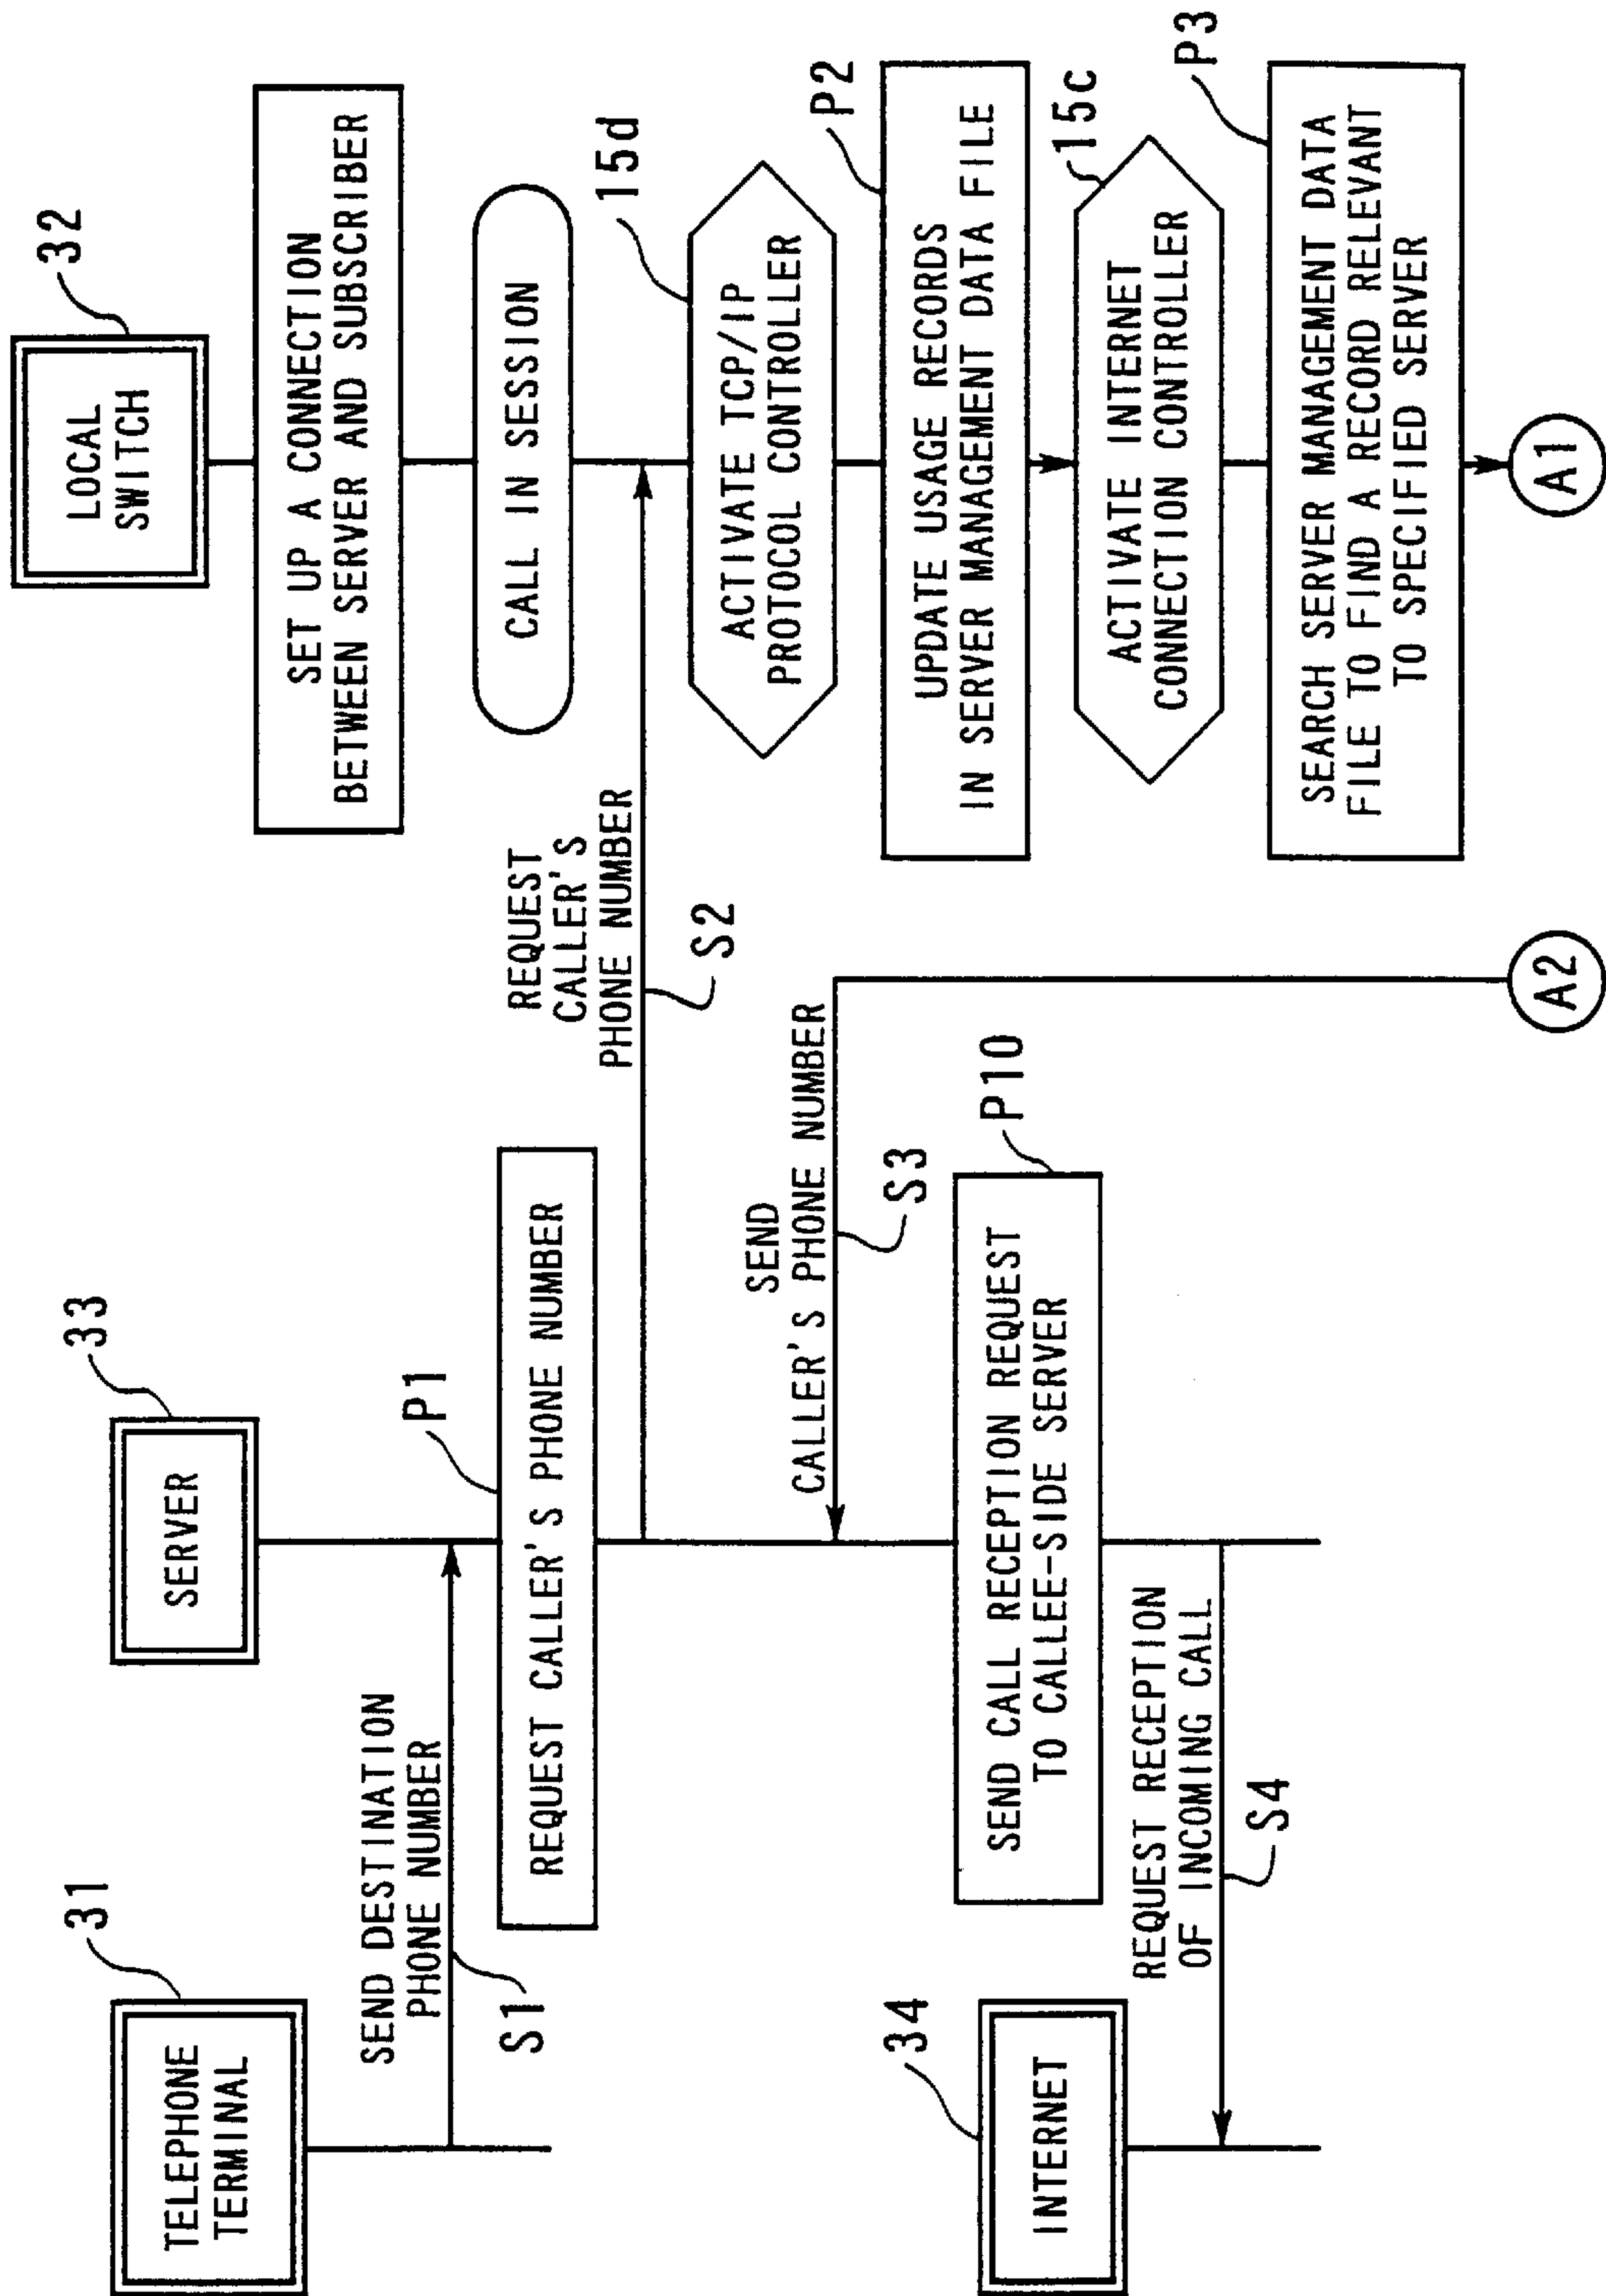 TELEPHONE
TERMINAL
31
SERVER
33
LOCAL
SWITCH
32
SET UP A CONNECTION
BETWEEN SERVER AND SUBSCRIBER
SEND DESTINATION
PHONE NUMBER
S1
CALL IN SESSION
REQUEST CALLER'S PHONE NUMBER
P1
REQUEST
CALLER'S
PHONE NUMBER
S2
ACTIVATE TCP/IP
PROTOCOL CONTROLLER
15d
SEND
CALLER'S PHONE NUMBER
S3
UPDATE USAGE RECORDS
IN SERVER MANAGEMENT DATA FILE
P2
INTERNET
34
SEND CALL RECEPTION REQUEST
TO CALLEE-SIDE SERVER
P10
ACTIVATE INTERNET
CONNECTION CONTROLLER
15c
REQUEST RECEPTION
OF INCOMING CALL
S4
SEARCH SERVER MANAGEMENT DATA
FILE TO FIND A RECORD RELEVANT
TO SPECIFIED SERVER
P3
A2
A1